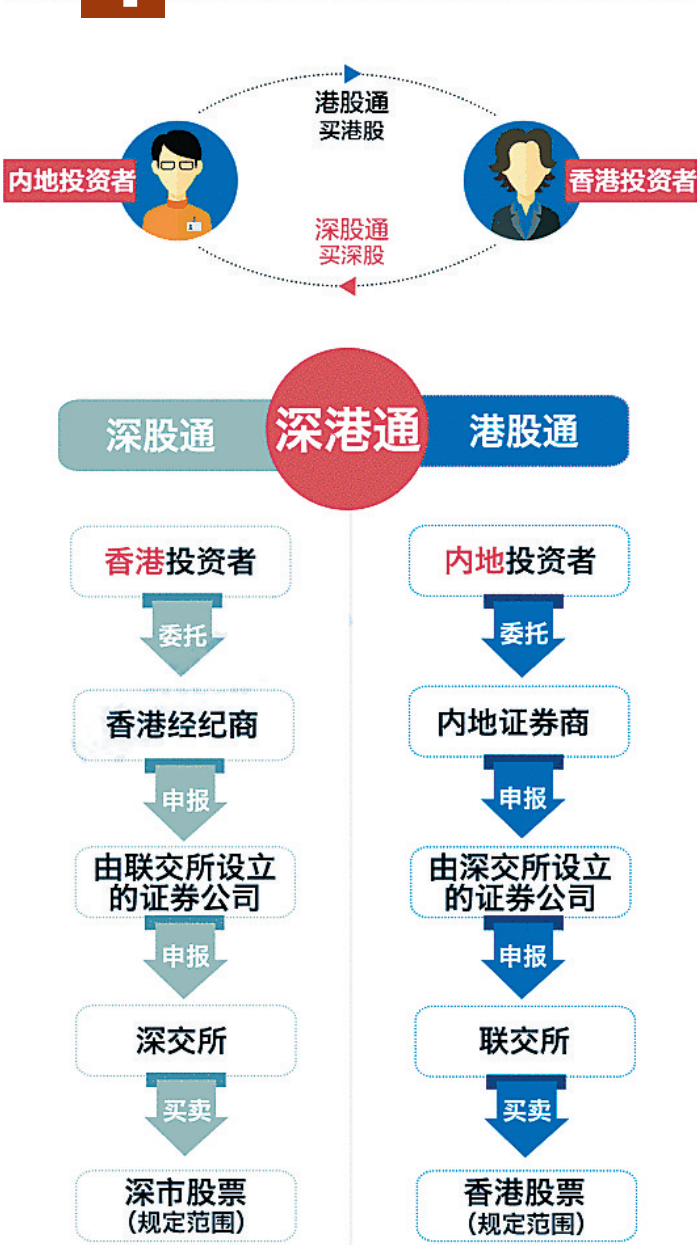 港股通
买港股
内地投资者
香港投资者
深股通
买深股
深股通
深港通
港股通
香港投资者
委托
香港经纪商
申报
由联交所设立
的证券公司
申报
深交所
买卖
深市股票
(规定范围)
内地投资者
委托
内地证券商
申报
由深交所设立
的证券公司
申报
联交所
买卖
香港股票
(规定范围)